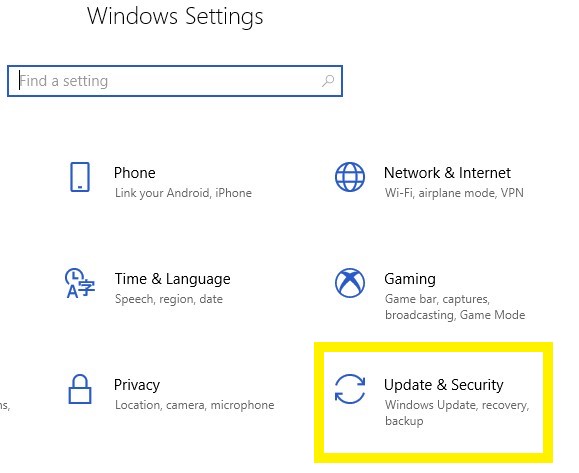 Windows Settings
Find a setting
Phone
Link your Android, iPhone
Network & Internet
Wi-Fi, airplane mode, VPN
Time & Language
Speech, region, date
Gaming
Game bar, captures,
broadcasting, Game Mode
Privacy
Location, camera, microphone
Update & Security
Windows Update, recovery,
backup